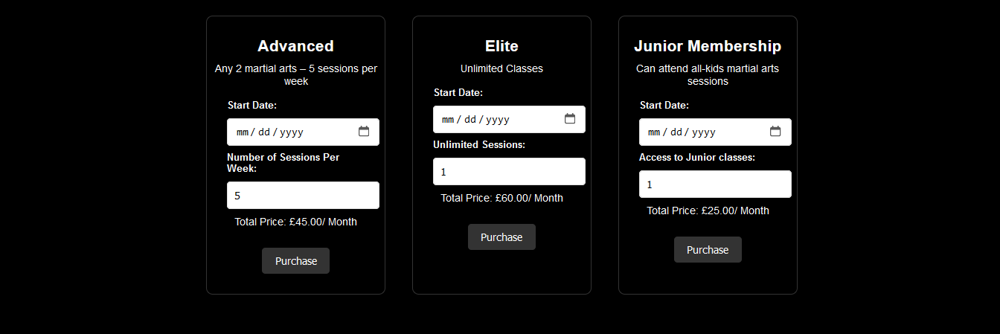 Advanced
Any 2 martial arts – 5 sessions per
week
Start Date:
mm / dd / yyyy
Number of Sessions Per
Week:
5
Total Price: £45.00/ Month
Purchase
Elite
Unlimited Classes
Start Date:
mm / dd / yyyy
Unlimited Sessions:
1
Total Price: £60.00/ Month
Purchase
Junior Membership
Can attend all-kids martial arts
sessions
Start Date:
mm / dd / yyyy
Access to Junior classes:
1
Total Price: £25.00/ Month
Purchase